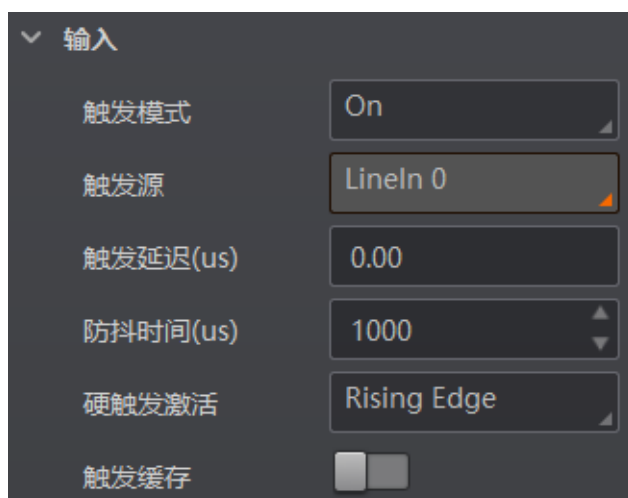 输入
触发模式 On
触发源 LineIn 0
触发延迟(us) 0.00
防抖时间(us) 1000
硬触发激活 Rising Edge
触发缓存